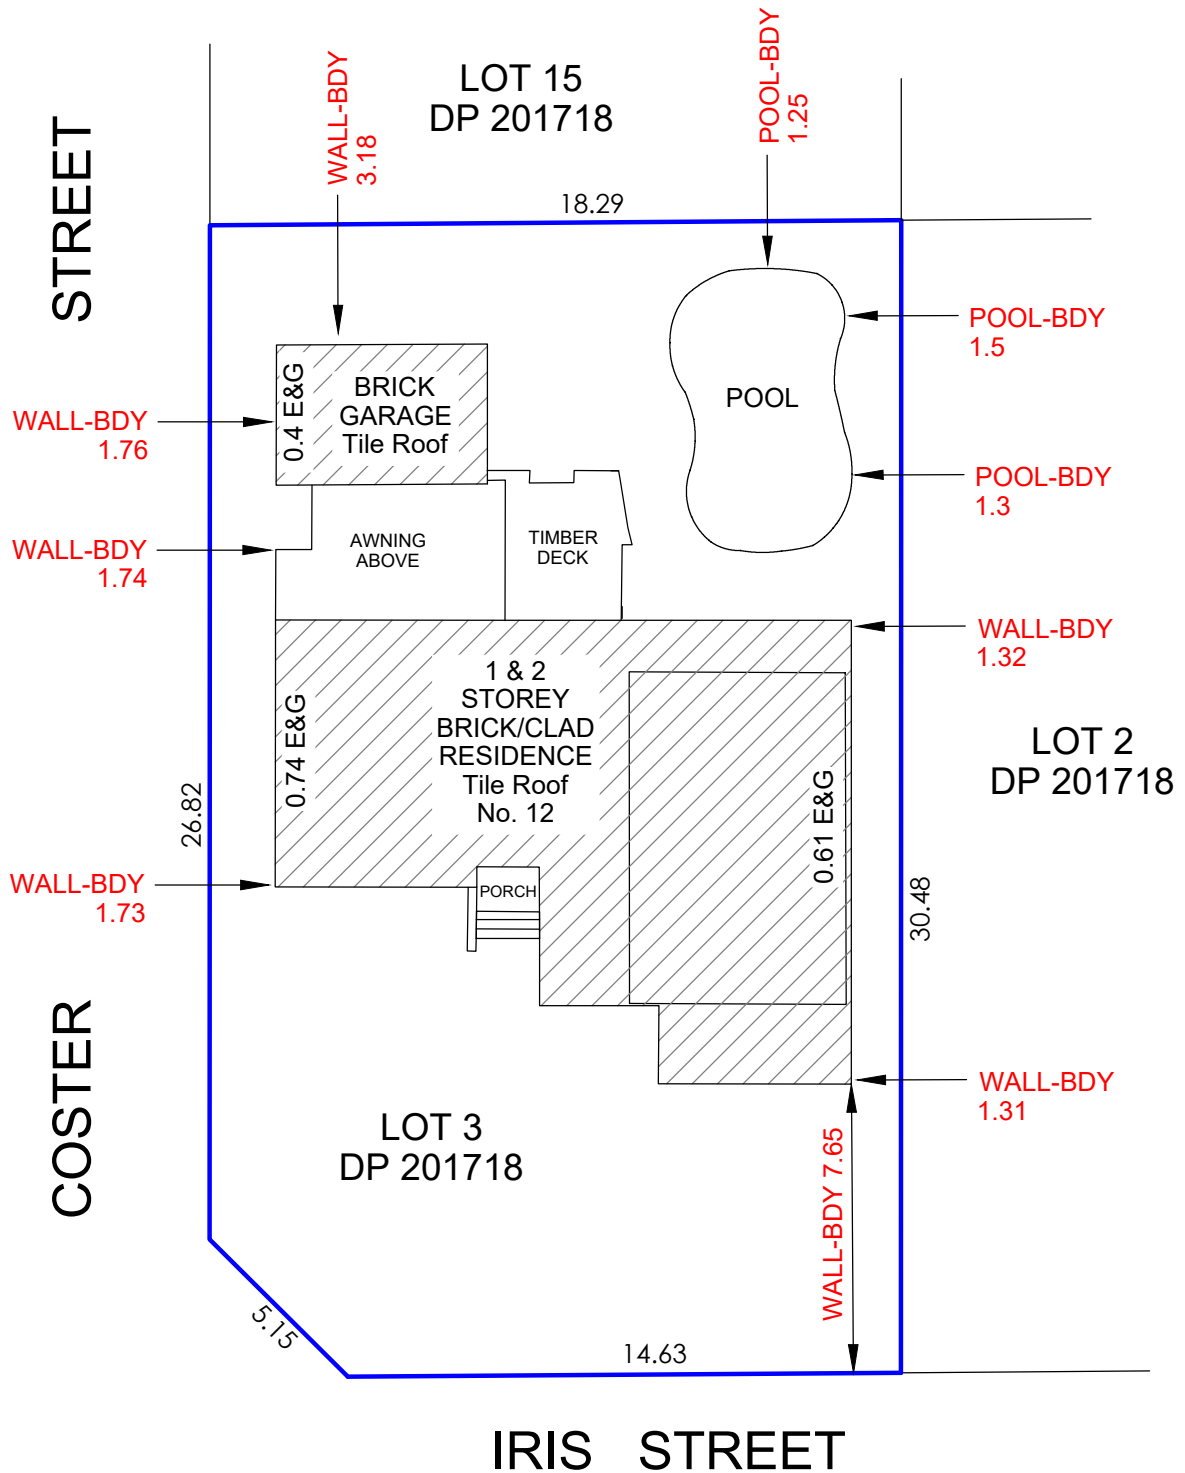 LOT 15
DP 201718
WALL-BDY
3.18
POOL-BDY
1.25
STREET
18.29
POOL-BDY
1.5
BRICK
GARAGE
Tile Roof
0.4 E&G
POOL
WALL-BDY
1.76
POOL-BDY
1.3
WALL-BDY
1.74
AWNING
ABOVE
TIMBER
DECK
WALL-BDY
1.32
1 & 2
STOREY
BRICK/CLAD
RESIDENCE
Tile Roof
No. 12
0.74 E&G
0.61 E&G
LOT 2
DP 201718
26.82
WALL-BDY
1.73
PORCH
30.48
COSTER
WALL-BDY
1.31
LOT 3
DP 201718
WALL-BDY 7.65
5.15
14.63
IRIS STREET